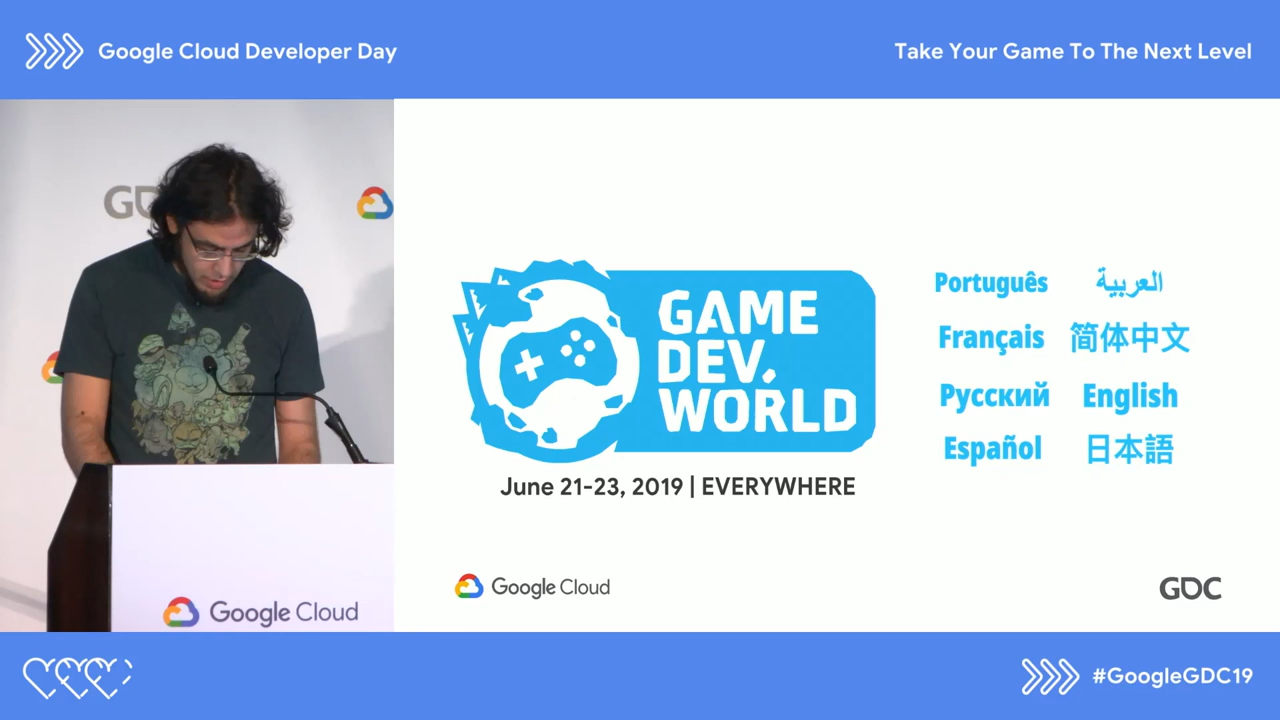 Google Cloud Developer Day
Take Your Game To The Next Level
GD
GAME
DEV.
WORLD
June 21-23, 2019 | EVERYWHERE
Português
العربية
Français
简体中文
Русский
English
Español
日本語
Google Cloud
GDC
Google Cloud
#GoogleGDC19